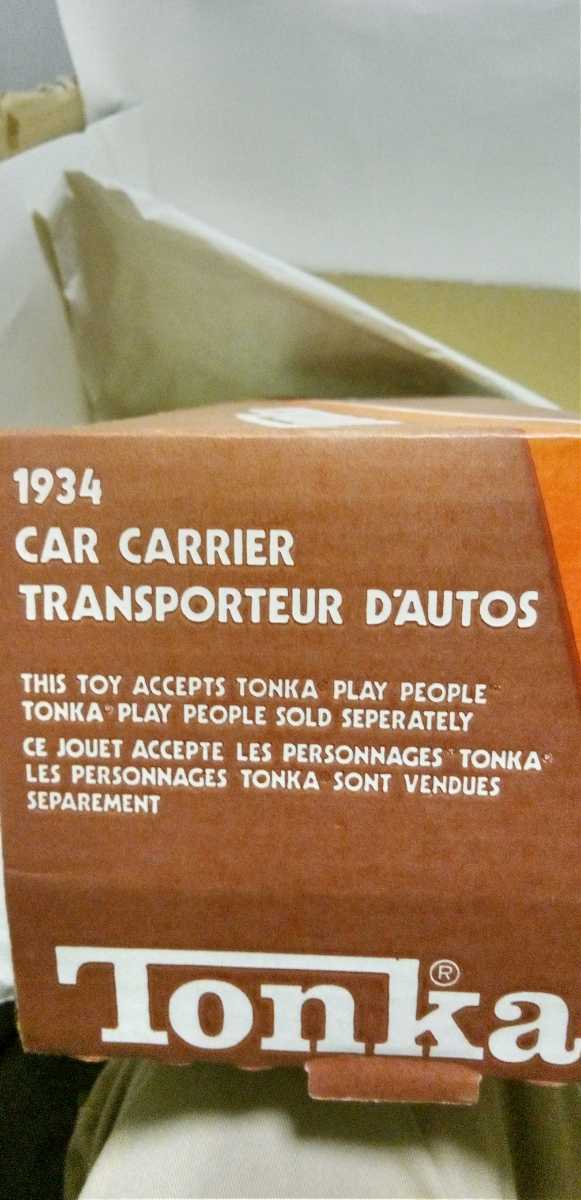 1934
CAR CARRIER
TRANSPORTEUR D'AUTOS
THIS TOY ACCEPTS TONKA® PLAY PEOPLE
TONKA® PLAY PEOPLE SOLD SEPERATELY
CE JOUET ACCEPTE LES PERSONNAGES TONKA®
LES PERSONNAGES TONKA SONT VENDUES
SEPAREMENT
Tonka®